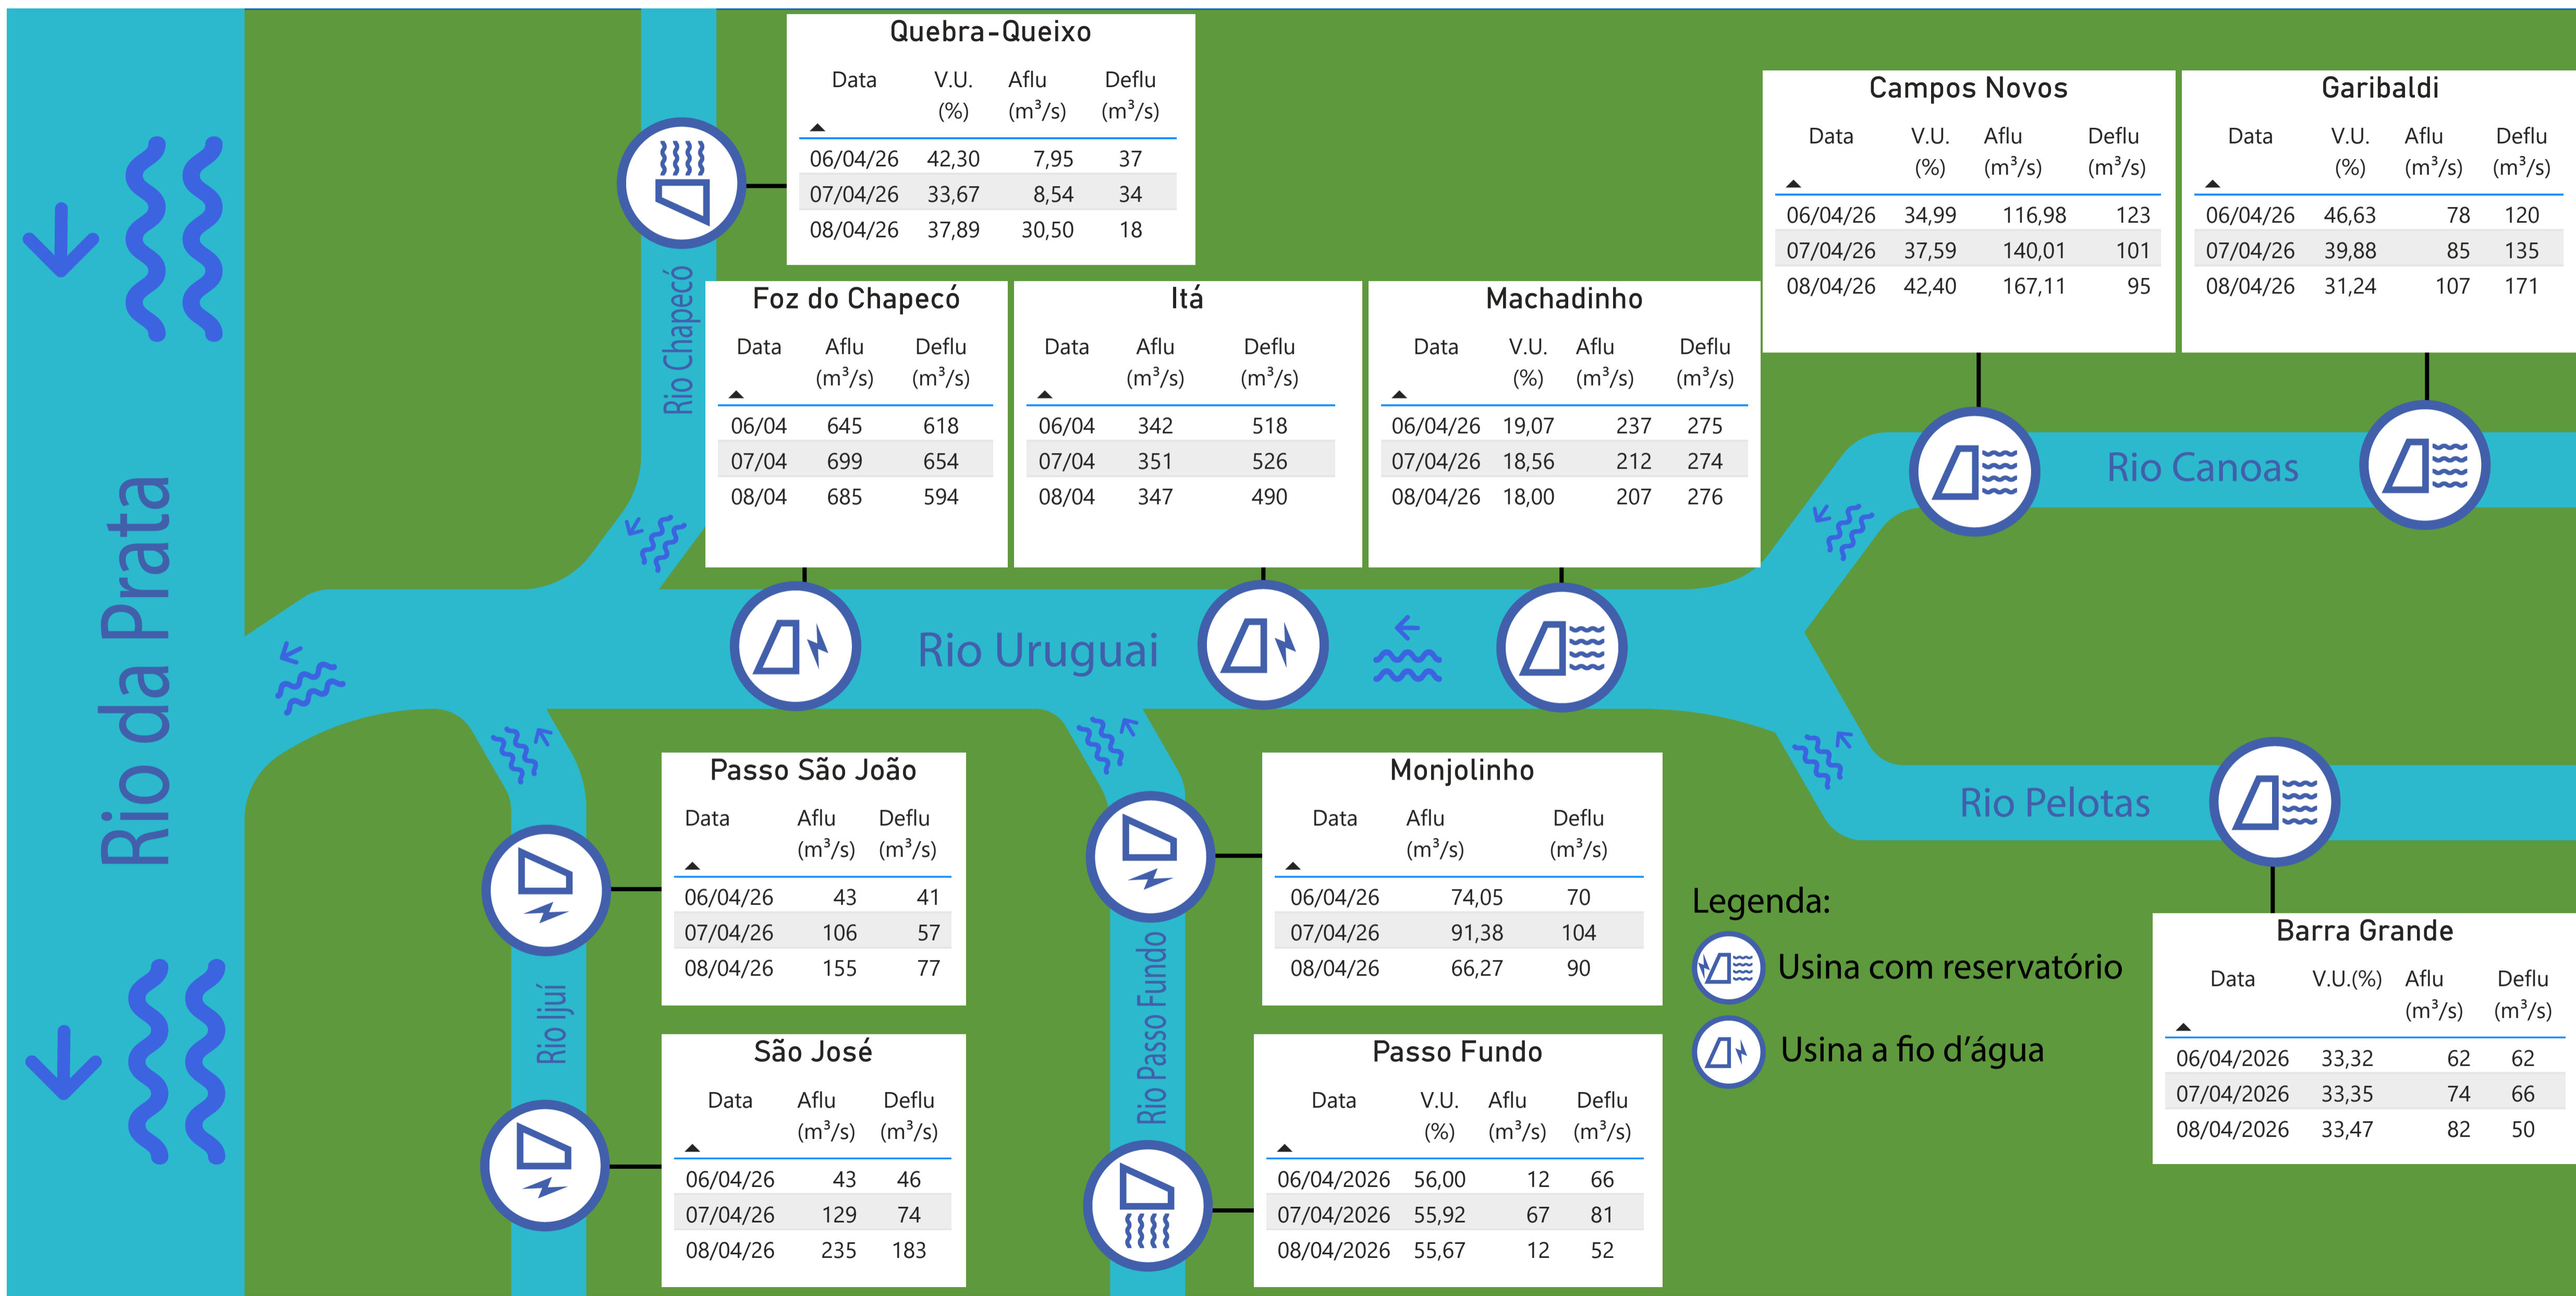 Quebra-Queixo
Data V.U. (%) Aflu (m³/s) Deflu (m³/s)
06/04/26 42,30 7,95 37
07/04/26 33,67 8,54 34
08/04/26 37,89 30,50 18
Campos Novos
Data V.U. (%) Aflu (m³/s) Deflu (m³/s)
06/04/26 34,99 116,98 123
07/04/26 37,59 140,01 101
08/04/26 42,40 167,11 95
Garibaldi
Data V.U. (%) Aflu (m³/s) Deflu (m³/s)
06/04/26 46,63 78 120
07/04/26 39,88 85 135
08/04/26 31,24 107 171
Foz do Chapecó
Data Aflu (m³/s) Deflu (m³/s)
06/04 645 618
07/04 699 654
08/04 685 594
Itá
Data Aflu (m³/s) Deflu (m³/s)
06/04 342 518
07/04 351 526
08/04 347 490
Machadinho
Data V.U. (%) Aflu (m³/s) Deflu (m³/s)
06/04/26 19,07 237 275
07/04/26 18,56 212 274
08/04/26 18,00 207 276
Rio Chapecó
Rio Canoas
Rio da Prata
Rio Uruguai
Rio Pelotas
Passo São João
Data Aflu (m³/s) Deflu (m³/s)
06/04/26 43 41
07/04/26 106 57
08/04/26 155 77
Monjolinho
Data Aflu (m³/s) Deflu (m³/s)
06/04/26 74,05 70
07/04/26 91,38 104
08/04/26 66,27 90
Rio Ijuí
Rio Passo Fundo
Legenda:
Usina com reservatório
Usina a fio d'água
Barra Grande
Data V.U.(%) Aflu (m³/s) Deflu (m³/s)
06/04/2026 33,32 62 62
07/04/2026 33,35 74 66
08/04/2026 33,47 82 50
São José
Data Aflu (m³/s) Deflu (m³/s)
06/04/26 43 46
07/04/26 129 74
08/04/26 235 183
Passo Fundo
Data V.U. (%) Aflu (m³/s) Deflu (m³/s)
06/04/2026 56,00 12 66
07/04/2026 55,92 67 81
08/04/2026 55,67 12 52